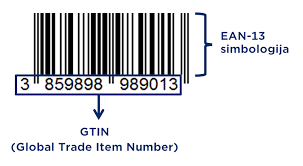 EAN-13
simbologija
3 859898 989013
GTIN
(Global Trade Item Number)